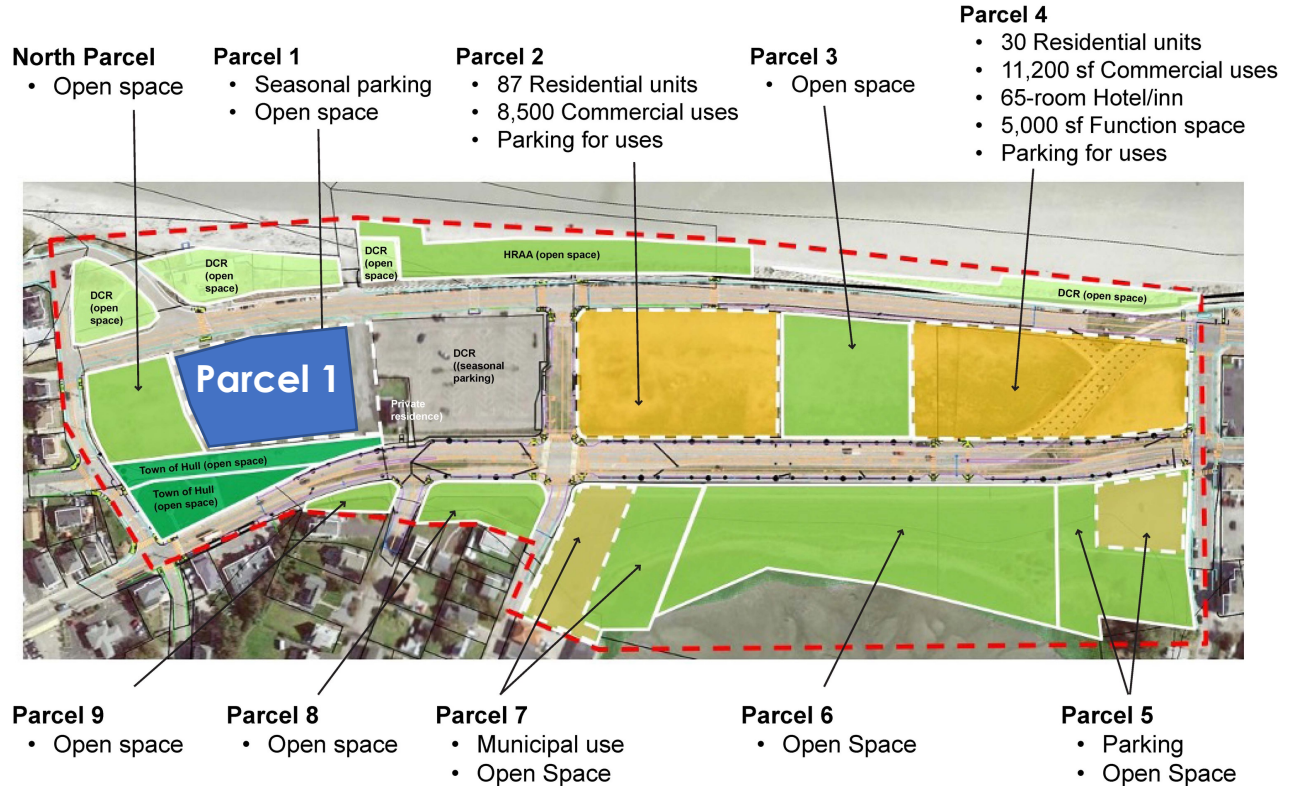 Parcel 4
• 30 Residential units
• 11,200 sf Commercial uses
• 65-room Hotel/inn
• 5,000 sf Function space
• Parking for uses
North Parcel
• Open space
Parcel 1
• Seasonal parking
• Open space
Parcel 2
• 87 Residential units
• 8,500 Commercial uses
• Parking for uses
Parcel 3
• Open space
DCR
(open
space)
DCR
(open
space)
DCR
(open
space)
HRAA (open space)
DCR (open space)
Parcel 1
DCR
((seasonal
parking)
Private
residence)
Town of Hull (open space)
Town of Hull
(open space)
Parcel 9
• Open space
Parcel 8
• Open space
Parcel 7
• Municipal use
• Open Space
Parcel 6
• Open Space
Parcel 5
• Parking
• Open Space